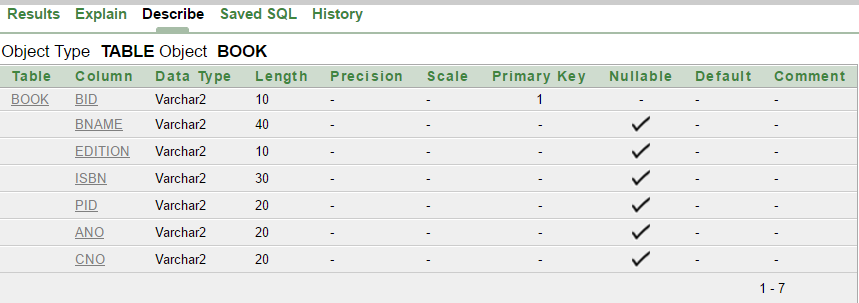 Results Explain Describe Saved SQL History
Object Type TABLE Object BOOK
Table Column Data Type Length Precision Scale Primary Key Nullable Default Comment
BOOK BID Varchar2 10 - - 1 - - -
BNAME Varchar2 40 - - - ✓ - -
EDITION Varchar2 10 - - - ✓ - -
ISBN Varchar2 30 - - - ✓ - -
PID Varchar2 20 - - - ✓ - -
ANO Varchar2 20 - - - ✓ - -
CNO Varchar2 20 - - - ✓ - -
1 - 7